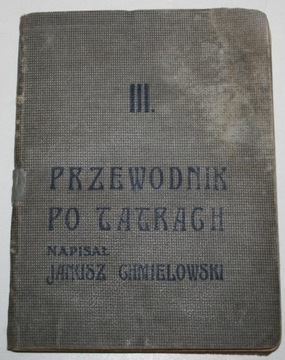 III.
PRZEWODNIK
PO TATRACH
NAPISAŁ
JANUSZ CHMIELOWSKI